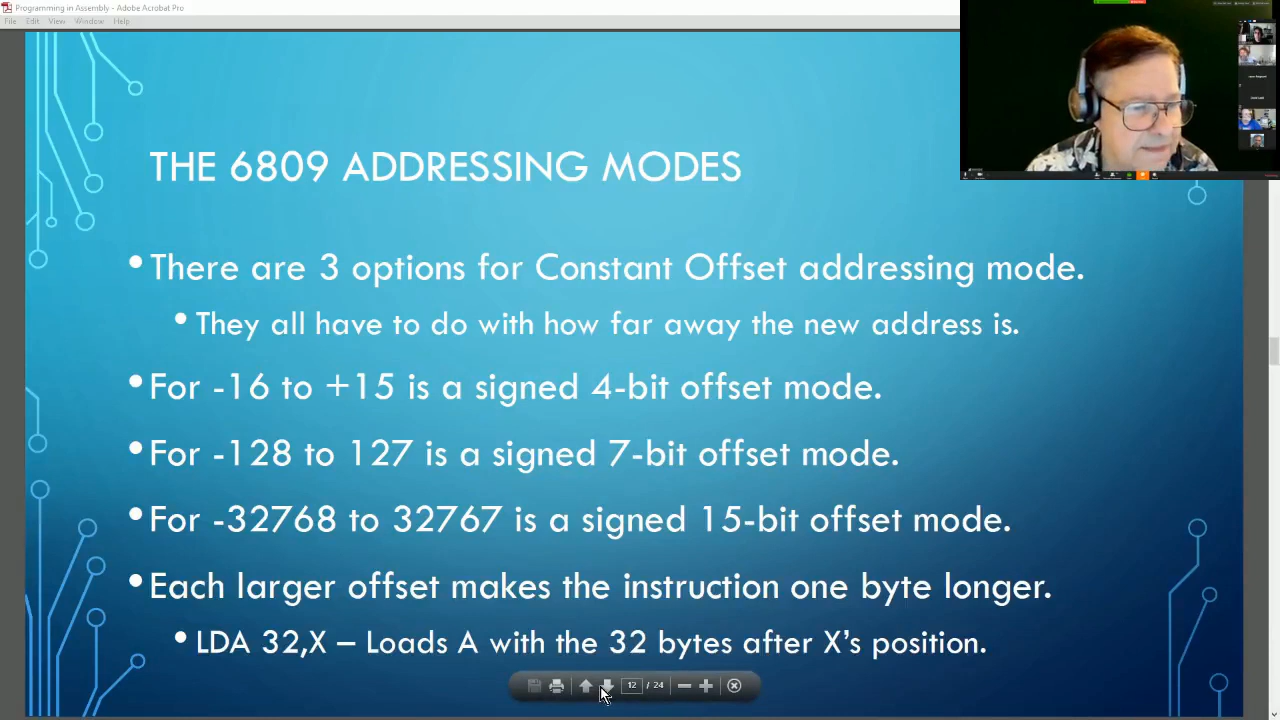 Programming in Assembly - Adobe Acrobat Pro
File Edit View Window Help
THE 6809 ADDRESSING MODES
• There are 3 options for Constant Offset addressing mode.
• They all have to do with how far away the new address is.
• For -16 to +15 is a signed 4-bit offset mode.
• For -128 to 127 is a signed 7-bit offset mode.
• For -32768 to 32767 is a signed 15-bit offset mode.
• Each larger offset makes the instruction one byte longer.
• LDA 32,X – Loads A with the 32 bytes after X's position.
12 / 24